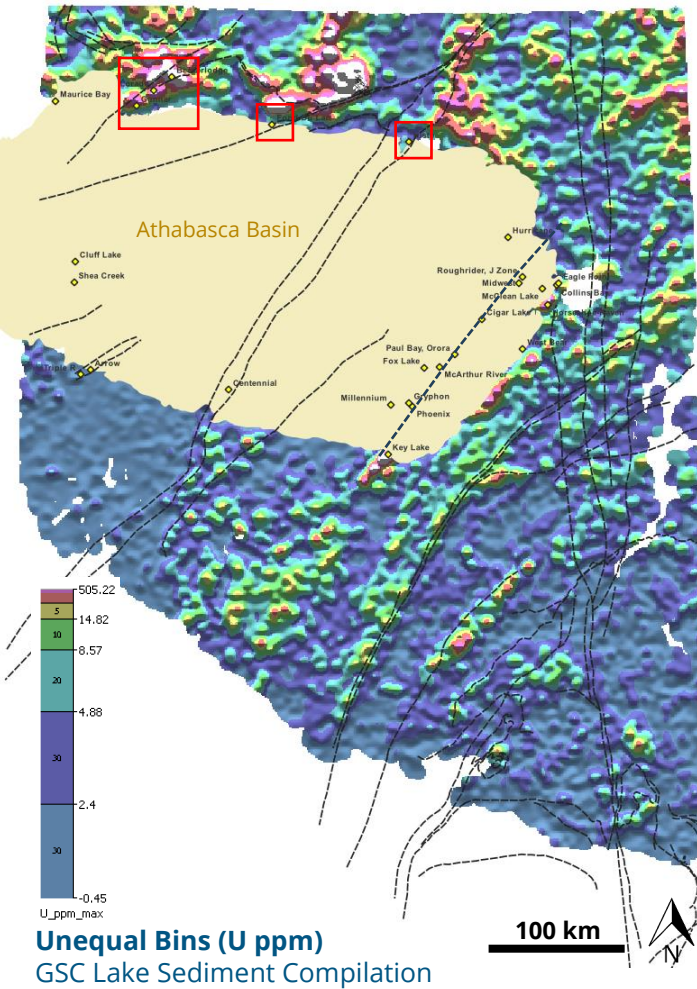 Maurice Bay
Athabasca Basin
Cluff Lake
Shea Creek
Roughrider, J Zone
Midwest
McClean Lake
Collins Bay
Cigar Lake
West Bear
Paul Bay, Orora
Fox Lake
McArthur River
Arrow
Centennial
Millennium
Gryphon
Phoenix
Key Lake
505.22
5
14.82
10
8.57
20
4.88
30
2.4
30
-0.45
U_ppm_max
Unequal Bins (U ppm)
GSC Lake Sediment Compilation
100 km
N